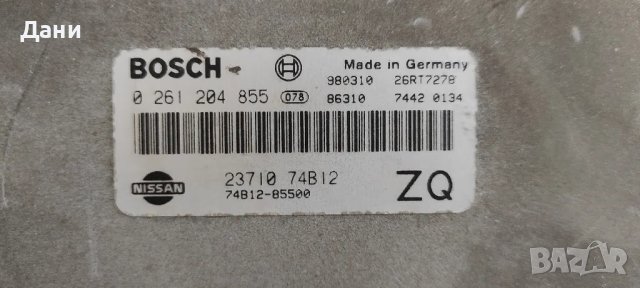 Дани
BOSCH
Made in Germany
980310 26RT7278
0 261 204 855 078
86310 7442 0134
NISSAN
23710 74B12
74B12-85500
ZQ
BAZAR